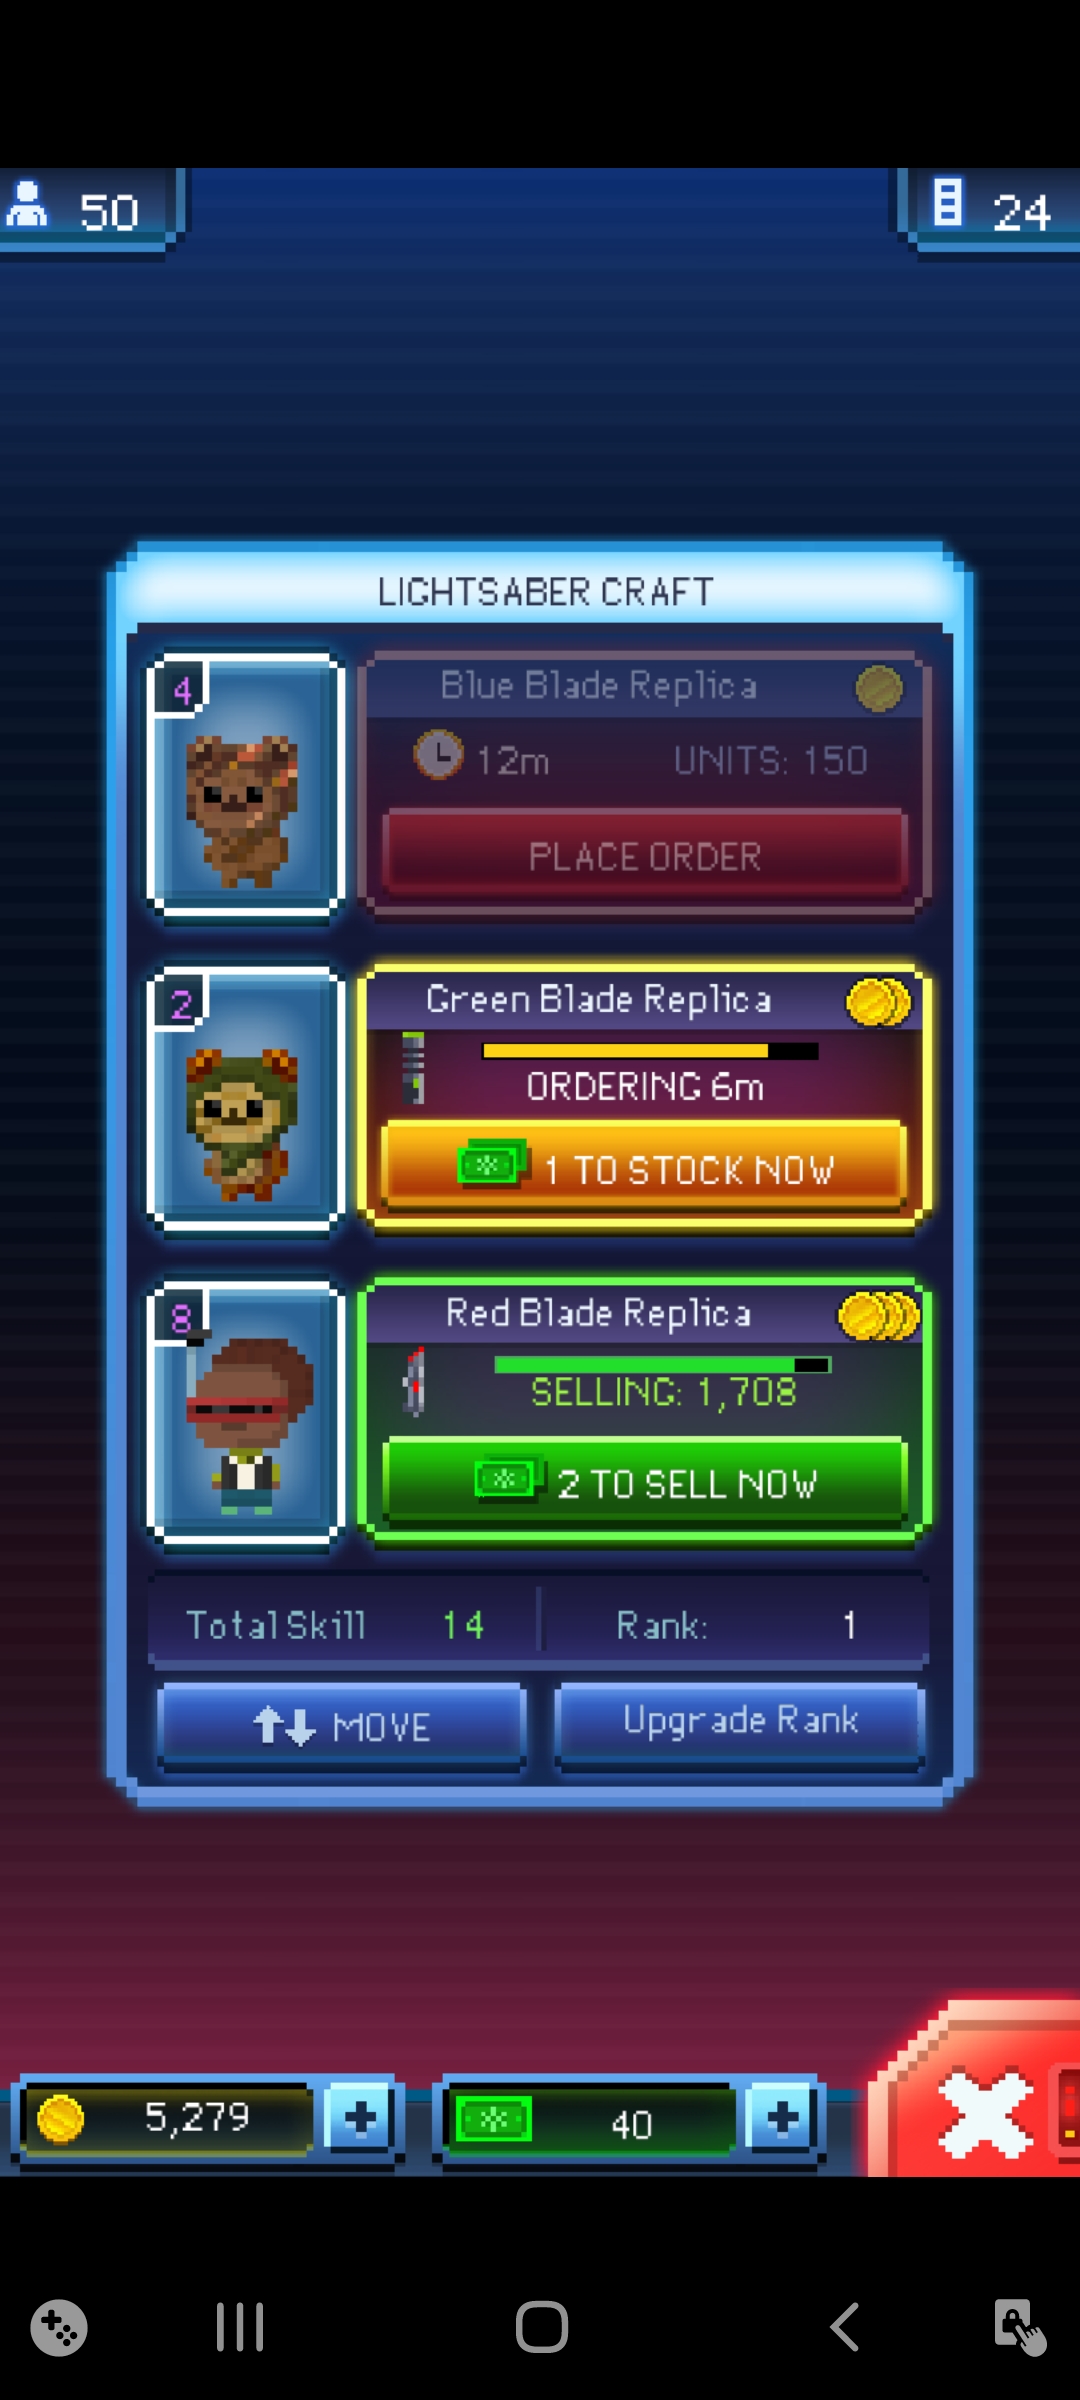 50
24
LIGHTSABER CRAFT
4
Blue Blade Replica
12m UNITS: 150
PLACE ORDER
2
Green Blade Replica
ORDERING 6m
1 TO STOCK NOW
8
Red Blade Replica
SELLING: 1,708
2 TO SELL NOW
Total Skill 14 Rank: 1
MOVE Upgrade Rank
5,279 + 40 +